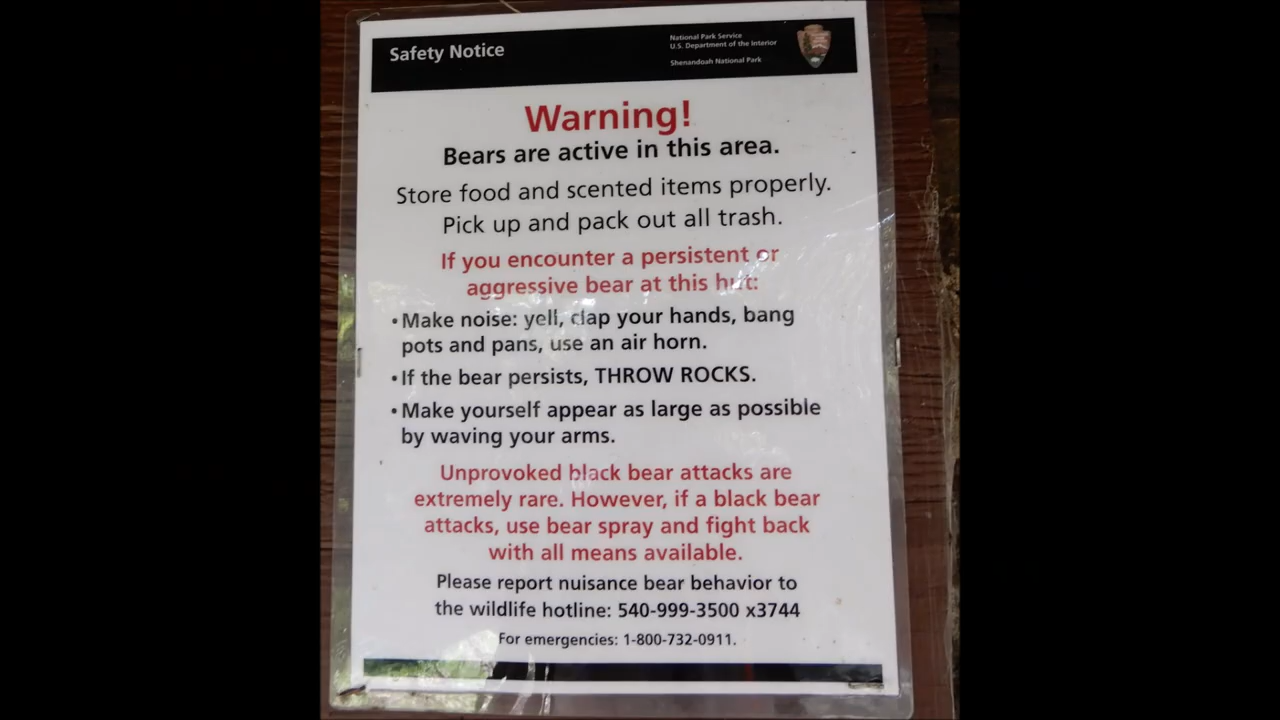 Safety Notice
National Park Service
U.S. Department of the Interior
Shenandoah National Park
Warning!
Bears are active in this area.
Store food and scented items properly.
Pick up and pack out all trash.
If you encounter a persistent or
aggressive bear at this hut:
• Make noise: yell, clap your hands, bang
pots and pans, use an air horn.
• If the bear persists, THROW ROCKS.
• Make yourself appear as large as possible
by waving your arms.
Unprovoked black bear attacks are
extremely rare. However, if a black bear
attacks, use bear spray and fight back
with all means available.
Please report nuisance bear behavior to
the wildlife hotline: 540-999-3500 x3744
For emergencies: 1-800-732-0911.